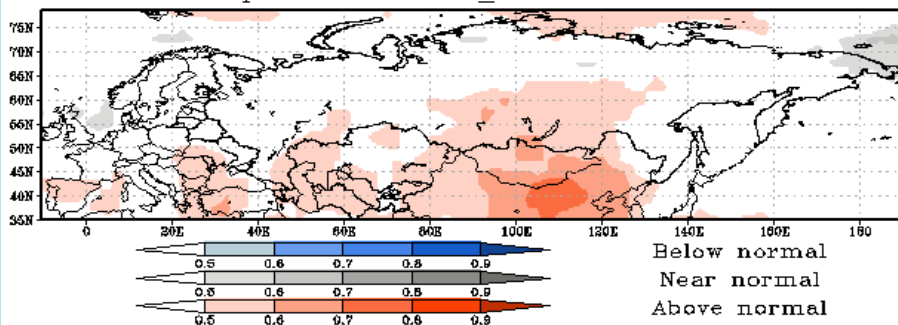 75N
70N
65N
60N
55N
50N
45N
40N
35N
0 20E 40E 60E 80E 100E 120E 140E 160E 180
0.5 0.6 0.7 0.8 0.9 Below normal
0.5 0.6 0.7 0.8 0.9 Near normal
0.5 0.6 0.7 0.8 0.9 Above normal